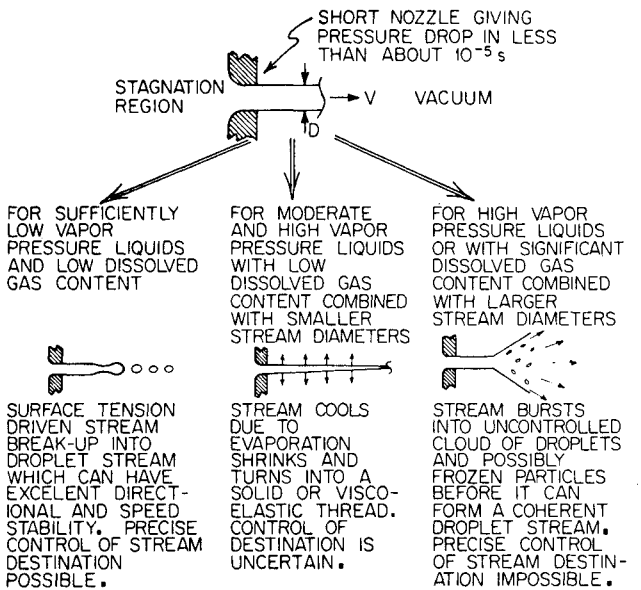 SHORT NOZZLE GIVING
PRESSURE DROP IN LESS
THAN ABOUT 10⁻⁵ s
STAGNATION
REGION
V
VACUUM
D
FOR SUFFICIENTLY
LOW VAPOR
PRESSURE LIQUIDS
AND LOW DISSOLVED
GAS CONTENT
FOR MODERATE
AND HIGH VAPOR
PRESSURE LIQUIDS
WITH LOW
DISSOLVED GAS
CONTENT COMBINED
WITH SMALLER
STREAM DIAMETERS
FOR HIGH VAPOR
PRESSURE LIQUIDS
OR WITH SIGNIFICANT
DISSOLVED GAS
CONTENT COMBINED
WITH LARGER
STREAM DIAMETERS
SURFACE TENSION
DRIVEN STREAM
BREAK-UP INTO
DROPLET STREAM
WHICH CAN HAVE
EXCELENT DIRECT-
IONAL AND SPEED
STABILITY. PRECISE
CONTROL OF STREAM
DESTINATION
POSSIBLE.
STREAM COOLS
DUE TO
EVAPORATION
SHRINKS AND
TURNS INTO A
SOLID OR VISCO-
ELASTIC THREAD.
CONTROL OF
DESTINATION IS
UNCERTAIN.
STREAM BURSTS
INTO UNCONTROLLED
CLOUD OF DROPLETS
AND POSSIBLY
FROZEN PARTICLES
BEFORE IT CAN
FORM A COHERENT
DROPLET STREAM.
PRECISE CONTROL
OF STREAM DESTIN-
ATION IMPOSSIBLE.